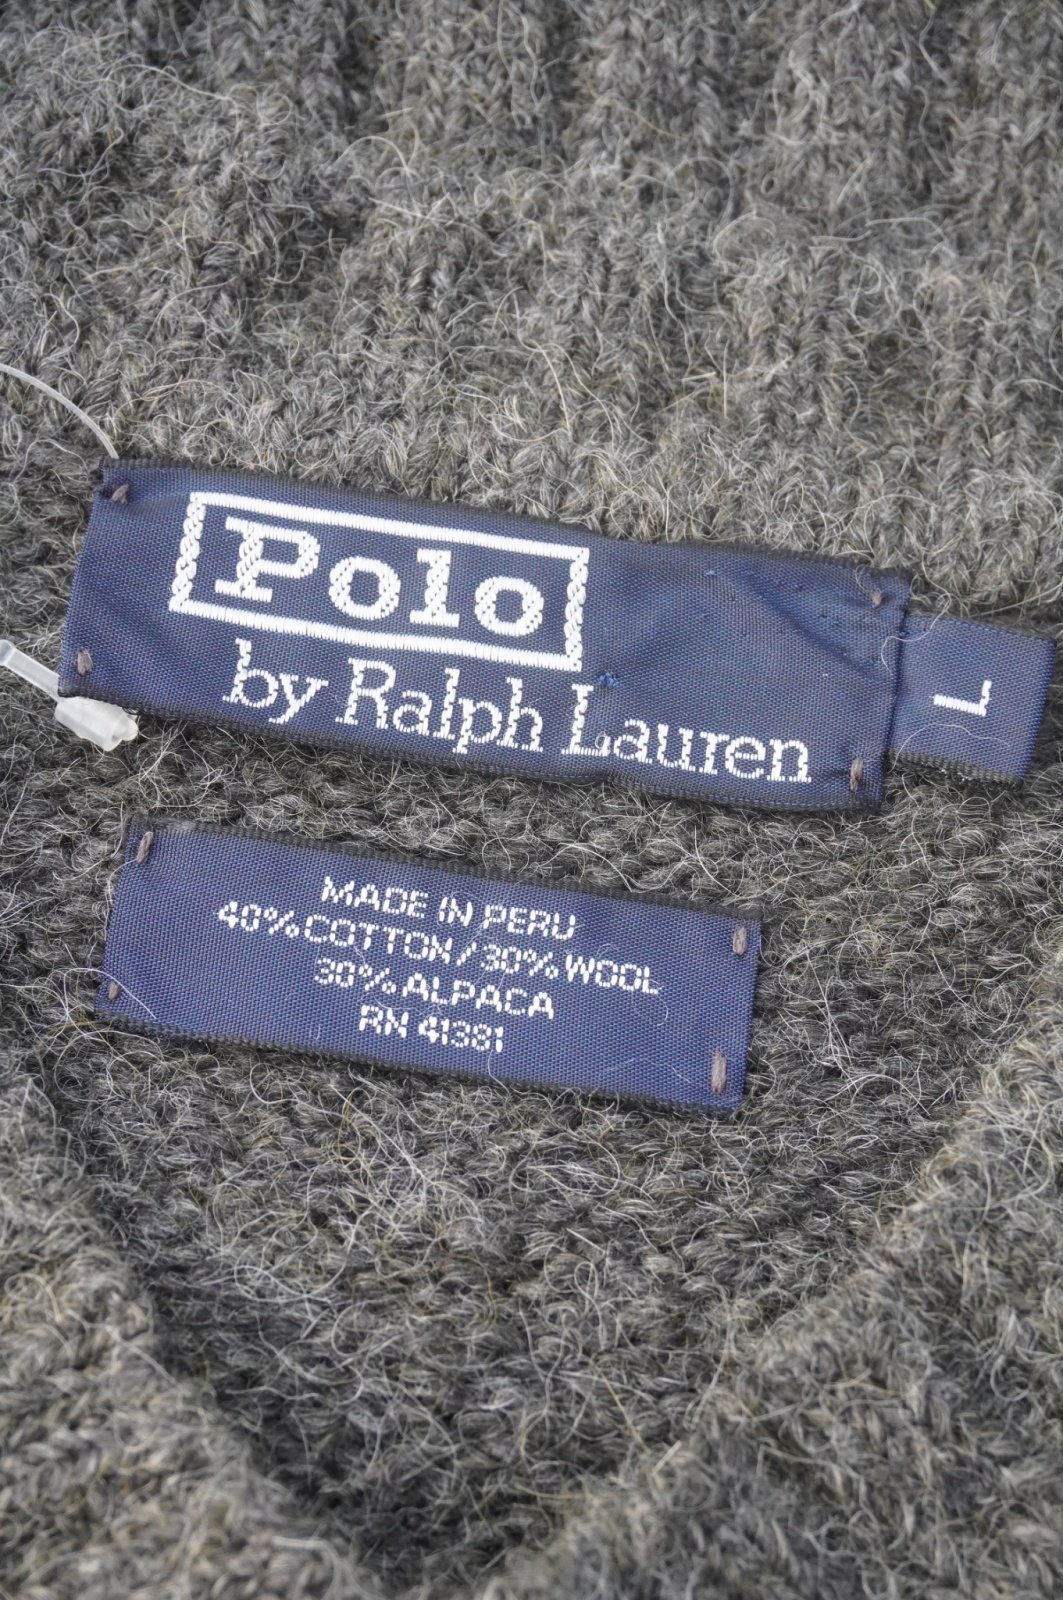 Polo
by Ralph Lauren
L
MADE IN PERU
40% COTTON / 30% WOOL
30% ALPACA
RN 41381